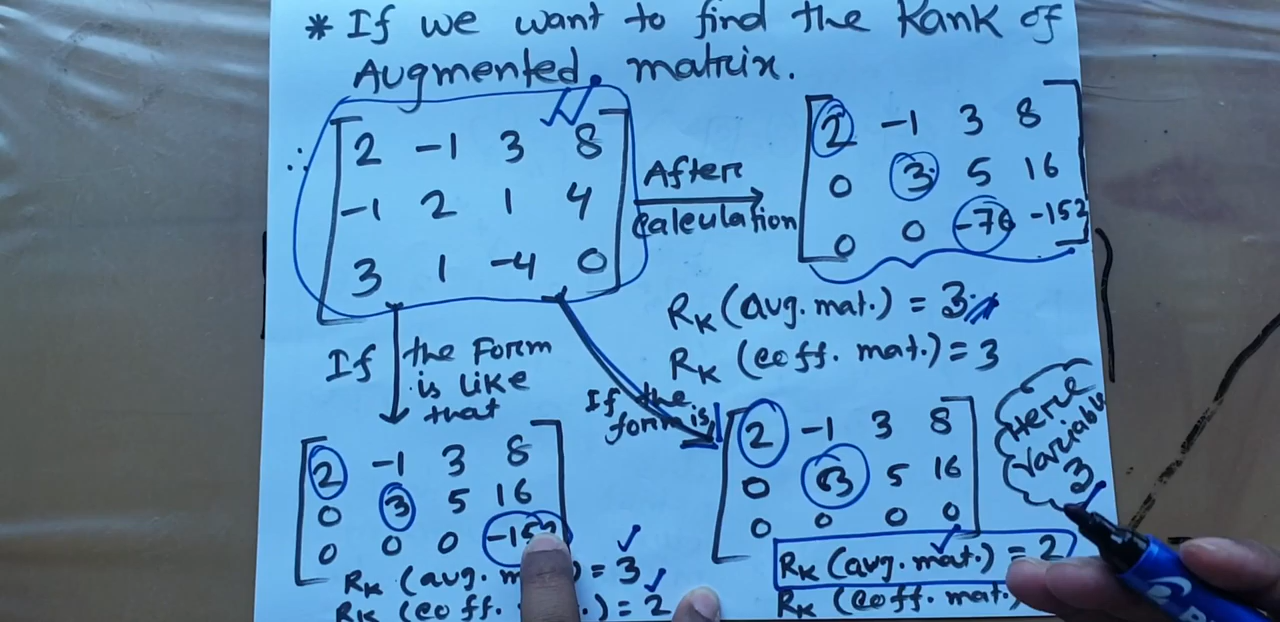 * If we want to find the Rank of
Augmented matrix.
∴
2 -1 3 8
-1 2 1 4
3 1 -4 0
After
calculation
2 -1 3 8
0 3 5 16
0 0 -76 -152
Rk (aug. mat.) = 3
Rk (coff. mat.) = 3
If the Form
is like
that
2 -1 3 8
0 3 5 16
0 0 0
Rk (aug. = 3
Rk (coff. = 2
If the
form is
2 -1 3 8
0 3 5 16
0 0 0 0
Rk (aug. mat.) = 2
Rk (coff. mat.)
Here
Variable
3